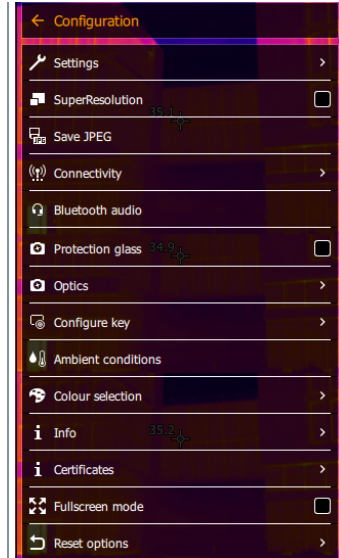 Configuration
Settings
SuperResolution
35.1
Save JPEG
JPG
Connectivity
Bluetooth audio
Protection glass 34.9
Optics
Configure key
Ambient conditions
Colour selection
Info 35.2
Certificates
Fullscreen mode
Reset options